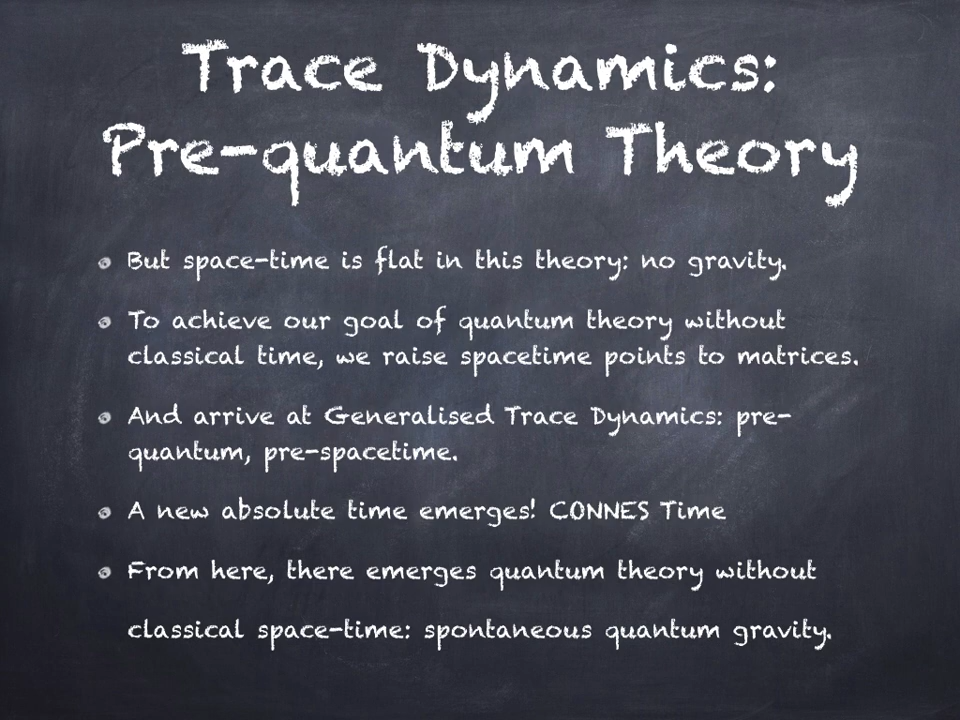 Trace Dynamics:
Pre-quantum Theory
But space-time is flat in this theory: no gravity.
To achieve our goal of quantum theory without
classical time, we raise spacetime points to matrices.
And arrive at Generalised Trace Dynamics: pre-
quantum, pre-spacetime.
A new absolute time emerges! CONNES Time
From here, there emerges quantum theory without
classical space-time: spontaneous quantum gravity.